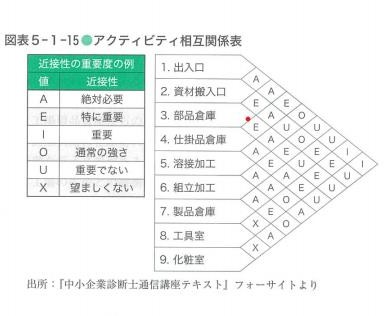 図表5-1-15●アクティビティ相互関係表
近接性の重要度の例
値 近接性
A 絶対必要
E 特に重要
I 重要
O 通常の強さ
U 重要でない
X 望ましくない
1. 出入口
2. 資材搬入口
3. 部品倉庫
4. 仕掛品倉庫
5. 溶接加工
6. 組立加工
7. 製品倉庫
8. 工具室
9. 化粧室
A
A
E E
A O
E U U
O U
A U E I
E E I
A E U U
A E U
A E A
O
X A
O
X
出所：『中小企業診断士通信講座テキスト』フォーサイトより